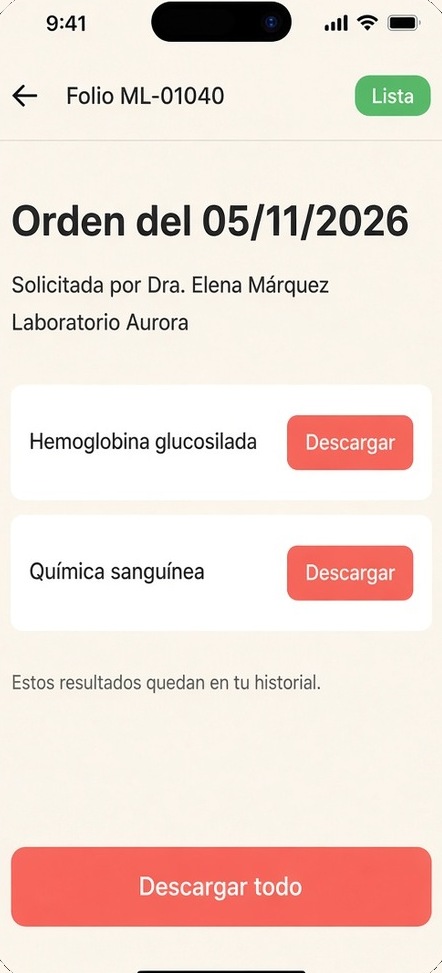 9:41
Folio ML-01040
Lista
Orden del 05/11/2026
Solicitada por Dra. Elena Márquez
Laboratorio Aurora
Hemoglobina glucosilada
Descargar
Química sanguínea
Descargar
Estos resultados quedan en tu historial.
Descargar todo